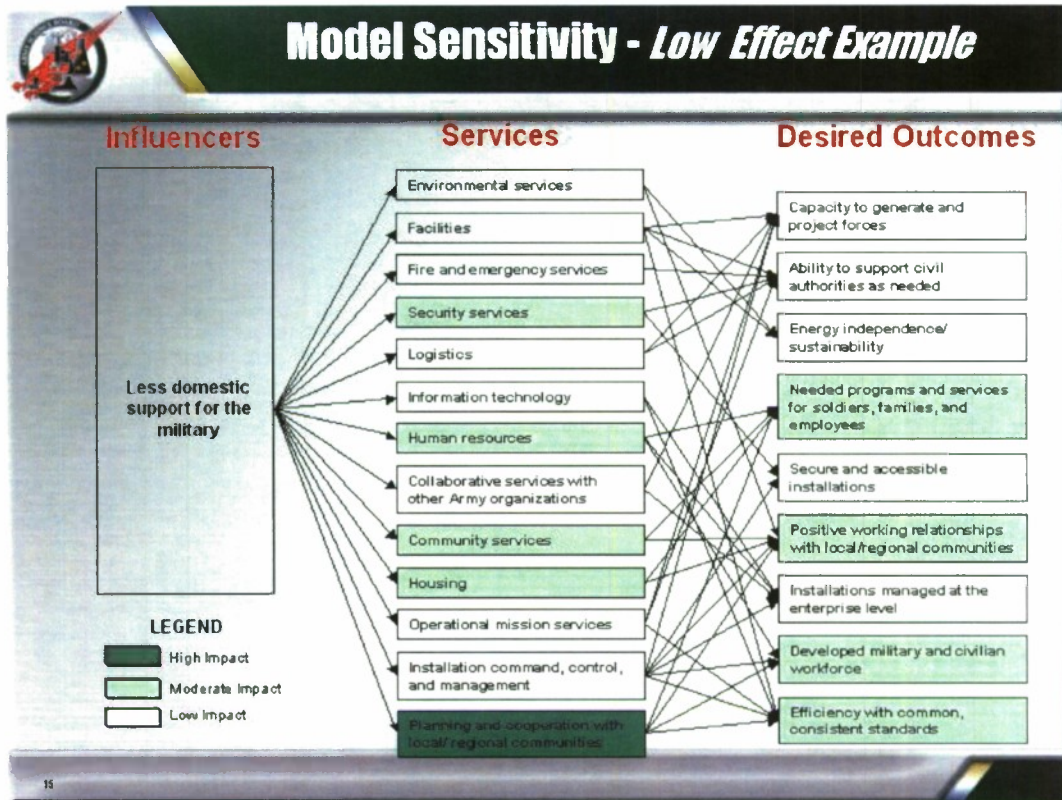 Model Sensitivity - Low Effect Example
Influencers
Services
Desired Outcomes
Less domestic
support for the
military
LEGEND
High Impact
Moderate Impact
Low Impact
Environmental services
Facilities
Fire and emergency services
Security services
Logistics
Information technology
Human resources
Collaborative services with
other Army organizations
Community services
Housing
Operational mission services
Installation command, control,
and management
Planning and cooperation with
local/regional communities
Capacity to generate and
project forces
Ability to support civil
authorities as needed
Energy independence/
sustainability
Needed programs and services
for soldiers, families, and
employees
Secure and accessible
installations
Positive working relationships
with local/regional communities
Installations managed at the
enterprise level
Developed military and civilian
workforce
Efficiency with common,
consistent standards
15